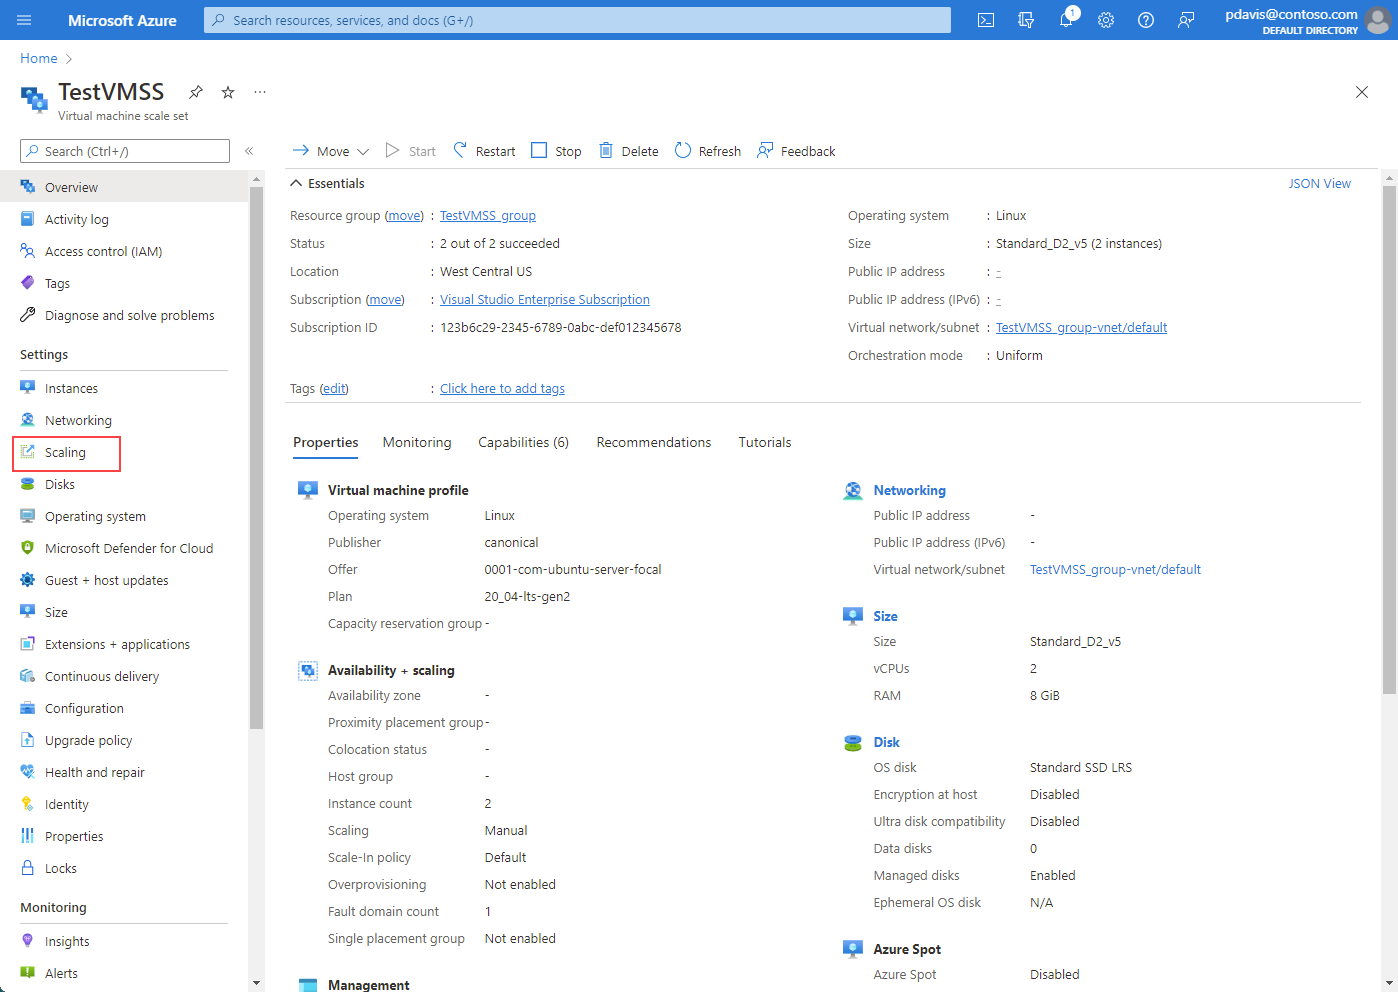 Microsoft Azure
Search resources, services, and docs (G+/)
1
pdavis@contoso.com
DEFAULT DIRECTORY
Home
TestVMSS
Virtual machine scale set
Search (Ctrl+/)
Overview
Activity log
Access control (IAM)
Tags
Diagnose and solve problems
Settings
Instances
Networking
Scaling
Disks
Operating system
Microsoft Defender for Cloud
Guest + host updates
Size
Extensions + applications
Continuous delivery
Configuration
Upgrade policy
Health and repair
Identity
Properties
Locks
Monitoring
Insights
Alerts
Move Start Restart Stop Delete Refresh Feedback
Essentials
JSON View
Resource group (move) : TestVMSS_group
Status : 2 out of 2 succeeded
Location : West Central US
Subscription (move) : Visual Studio Enterprise Subscription
Subscription ID : 123b6c29-2345-6789-0abc-def012345678
Operating system : Linux
Size : Standard_D2_v5 (2 instances)
Public IP address : -
Public IP address (IPv6) : -
Virtual network/subnet : TestVMSS_group-vnet/default
Orchestration mode : Uniform
Tags (edit) : Click here to add tags
Properties Monitoring Capabilities (6) Recommendations Tutorials
Virtual machine profile
Operating system Linux
Publisher canonical
Offer 0001-com-ubuntu-server-focal
Plan 20_04-lts-gen2
Capacity reservation group -
Availability + scaling
Availability zone -
Proximity placement group -
Colocation status -
Host group -
Instance count 2
Scaling Manual
Scale-In policy Default
Overprovisioning Not enabled
Fault domain count 1
Single placement group Not enabled
Management
Networking
Public IP address -
Public IP address (IPv6) -
Virtual network/subnet TestVMSS_group-vnet/default
Size
Size Standard_D2_v5
vCPUs 2
RAM 8 GiB
Disk
OS disk Standard SSD LRS
Encryption at host Disabled
Ultra disk compatibility Disabled
Data disks 0
Managed disks Enabled
Ephemeral OS disk N/A
Azure Spot
Azure Spot Disabled